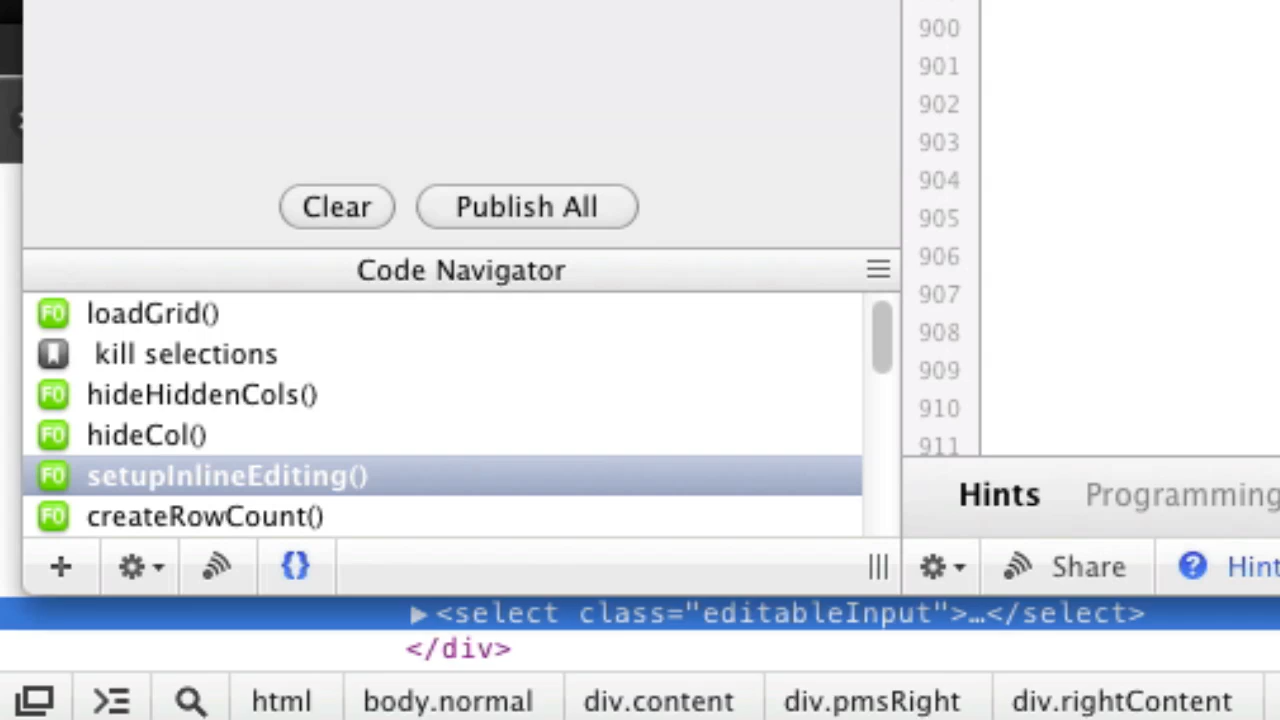 900
901
902
903
904
905
906
907
908
909
910
911
Clear Publish All
Code Navigator
F() loadGrid()
kill selections
F() hideHiddenCols()
F() hideCol()
F() setupInlineEditing()
F() createRowCount()
Hints Programming
Share ? Hint
▶<select class="editableInput">…</select>
</div>
html body.normal div.content div.pmsRight div.rightContent